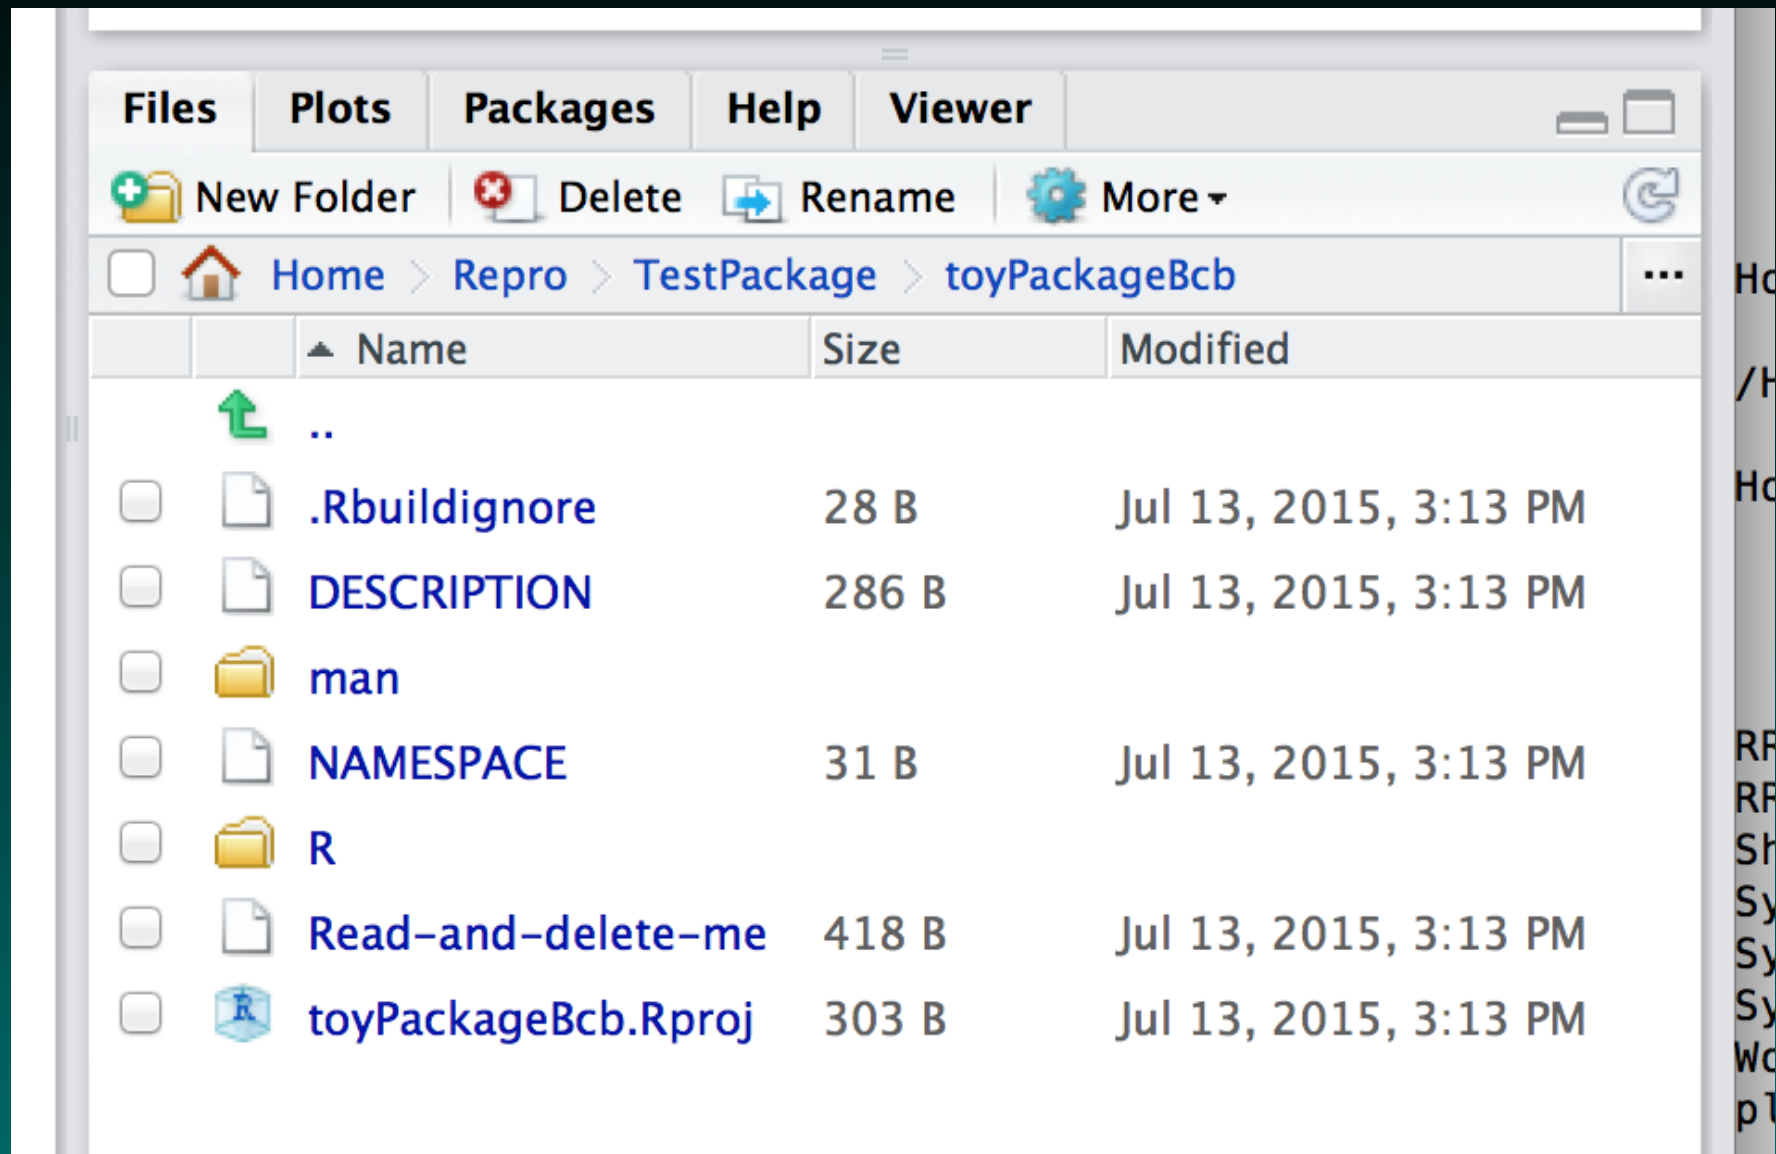 Files Plots Packages Help Viewer
New Folder Delete Rename More
Home Repro TestPackage toyPackageBcb ...
Name Size Modified
..
.Rbuildignore 28 B Jul 13, 2015, 3:13 PM
DESCRIPTION 286 B Jul 13, 2015, 3:13 PM
man
NAMESPACE 31 B Jul 13, 2015, 3:13 PM
R
Read-and-delete-me 418 B Jul 13, 2015, 3:13 PM
toyPackageBcb.Rproj 303 B Jul 13, 2015, 3:13 PM